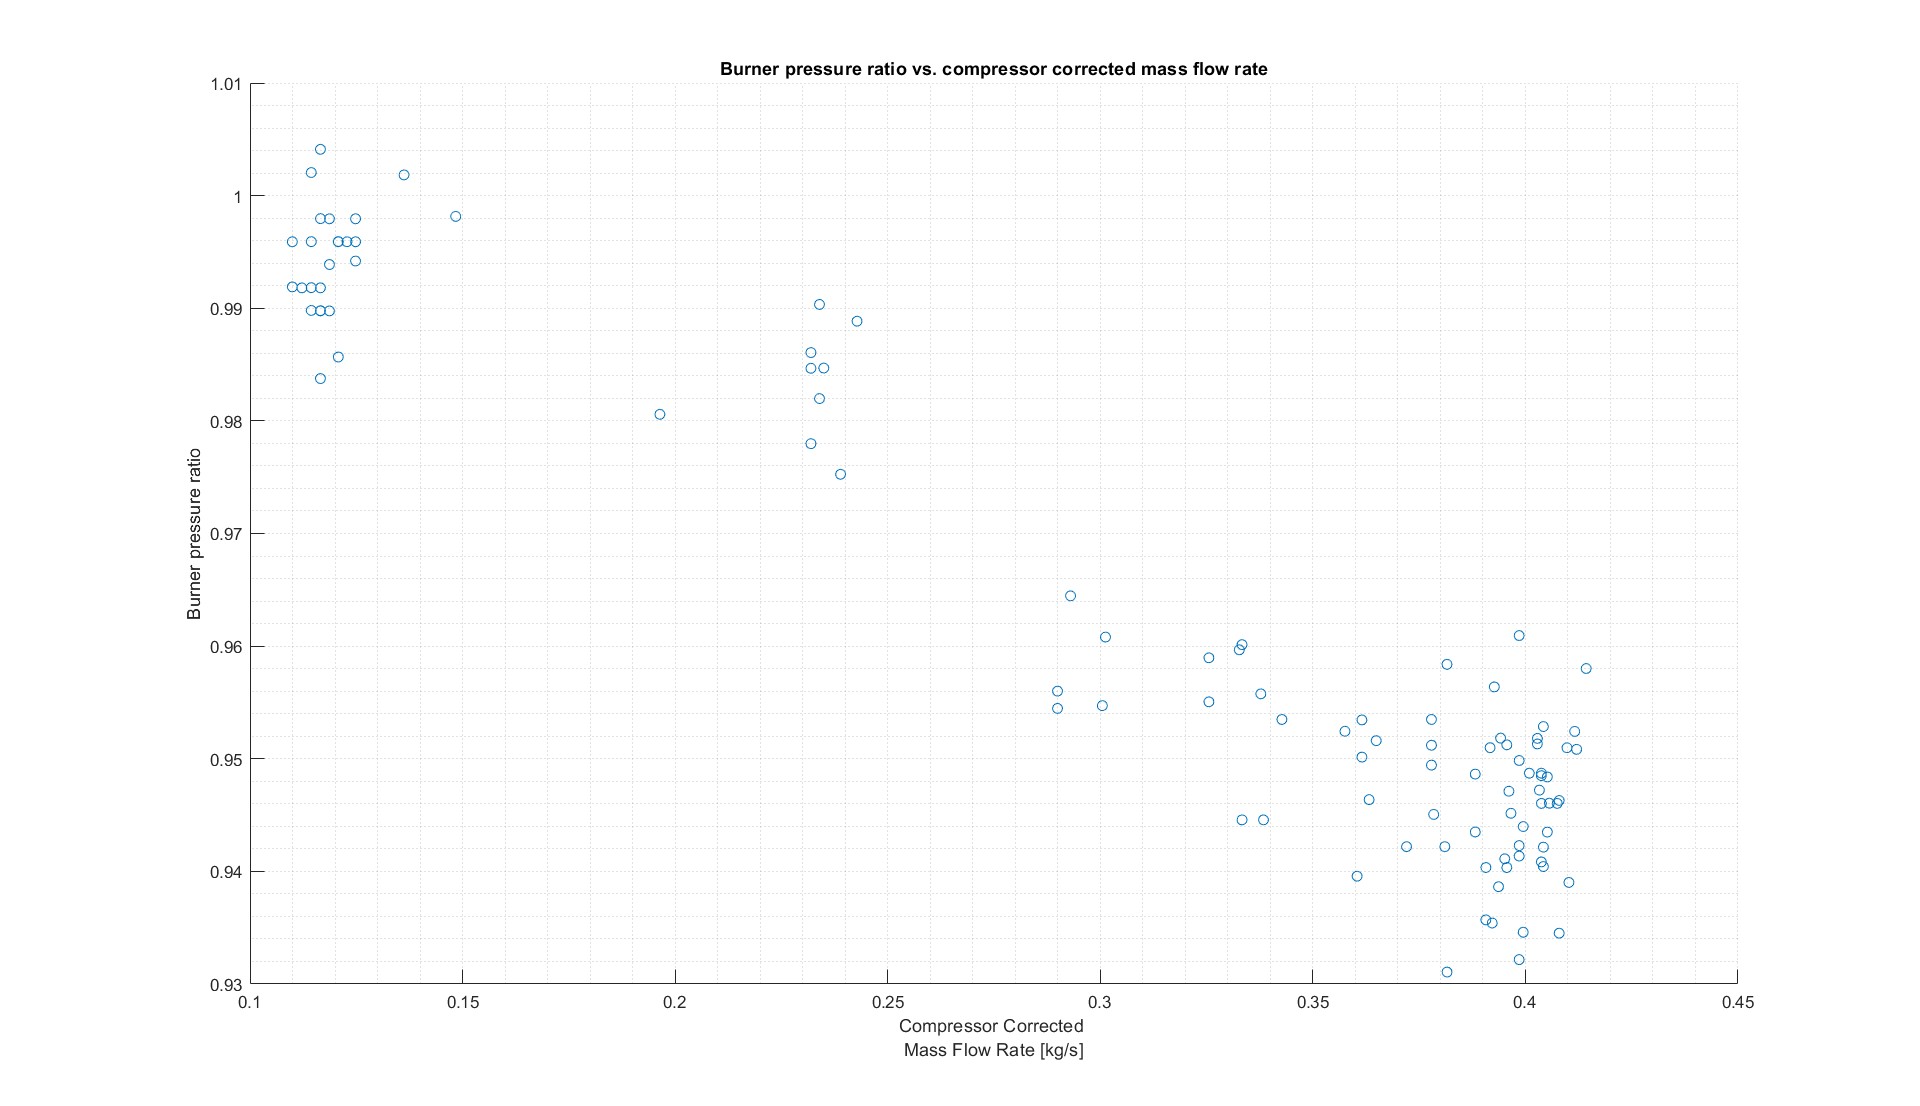 Burner pressure ratio vs. compressor corrected mass flow rate
1.01
1
0.99
0.98
0.97
0.96
0.95
0.94
0.93
Burner pressure ratio
0.1 0.15 0.2 0.25 0.3 0.35 0.4 0.45
Compressor Corrected
Mass Flow Rate [kg/s]